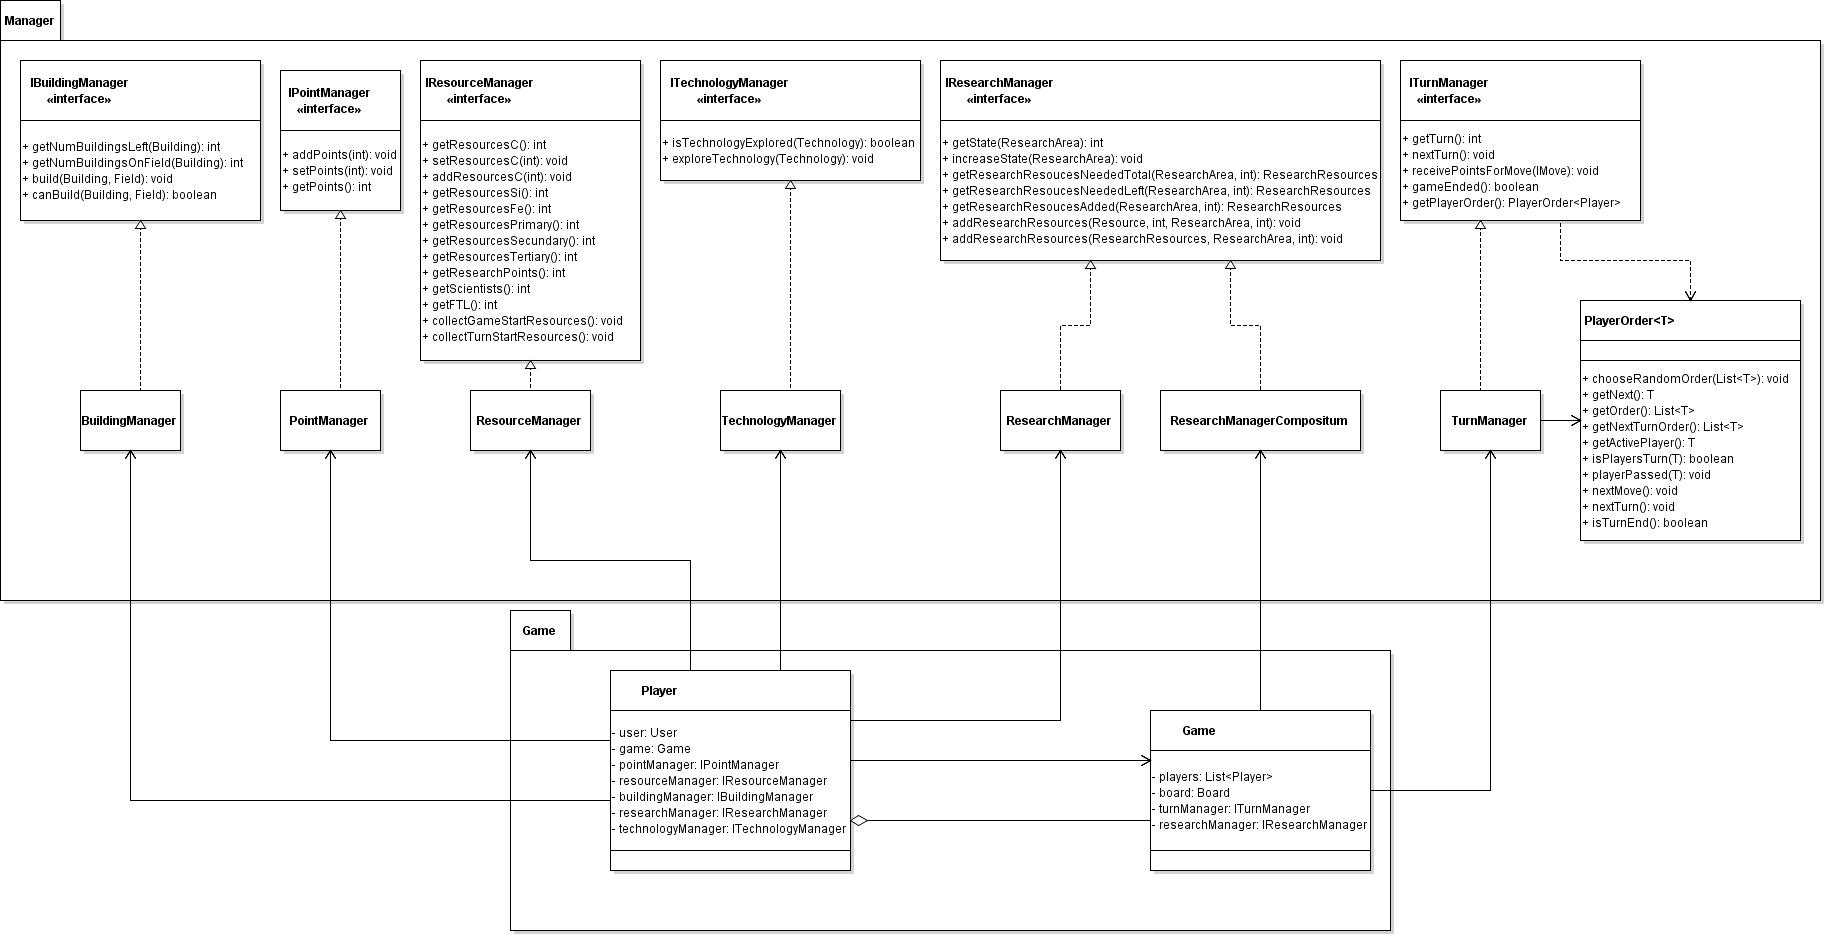 Manager
IBuildingManager
«interface»
+ getNumBuildingsLeft(Building): int
+ getNumBuildingsOnField(Building): int
+ build(Building, Field): void
+ canBuild(Building, Field): boolean
IPointManager
«interface»
+ addPoints(int): void
+ setPoints(int): void
+ getPoints(): int
IResourceManager
«interface»
+ getResourcesC(): int
+ setResourcesC(int): void
+ addResourcesC(int): void
+ getResourcesSi(): int
+ getResourcesFe(): int
+ getResourcesPrimary(): int
+ getResourcesSecundary(): int
+ getResourcesTertiary(): int
+ getResearchPoints(): int
+ getScientists(): int
+ getFTL(): int
+ collectGameStartResources(): void
+ collectTurnStartResources(): void
ITechnologyManager
«interface»
+ isTechnologyExplored(Technology): boolean
+ exploreTechnology(Technology): void
IResearchManager
«interface»
+ getState(ResearchArea): int
+ increaseState(ResearchArea): void
+ getResearchResoucesNeededTotal(ResearchArea, int): ResearchResources
+ getResearchResoucesNeededLeft(ResearchArea, int): ResearchResources
+ getResearchResoucesAdded(ResearchArea, int): ResearchResources
+ addResearchResources(Resource, int, ResearchArea, int): void
+ addResearchResources(ResearchResources, ResearchArea, int): void
ITurnManager
«interface»
+ getTurn(): int
+ nextTurn(): void
+ receivePointsForMove(IMove): void
+ gameEnded(): boolean
+ getPlayerOrder(): PlayerOrder<Player>
PlayerOrder<T>
+ chooseRandomOrder(List<T>): void
+ getNext(): T
+ getOrder(): List<T>
+ getNextTurnOrder(): List<T>
+ getActivePlayer(): T
+ isPlayersTurn(T): boolean
+ playerPassed(T): void
+ nextMove(): void
+ nextTurn(): void
+ isTurnEnd(): boolean
BuildingManager
PointManager
ResourceManager
TechnologyManager
ResearchManager
ResearchManagerCompositum
TurnManager
Game
Player
- user: User
- game: Game
- pointManager: IPointManager
- resourceManager: IResourceManager
- buildingManager: IBuildingManager
- researchManager: IResearchManager
- technologyManager: ITechnologyManager
Game
- players: List<Player>
- board: Board
- turnManager: ITurnManager
- researchManager: IResearchManager